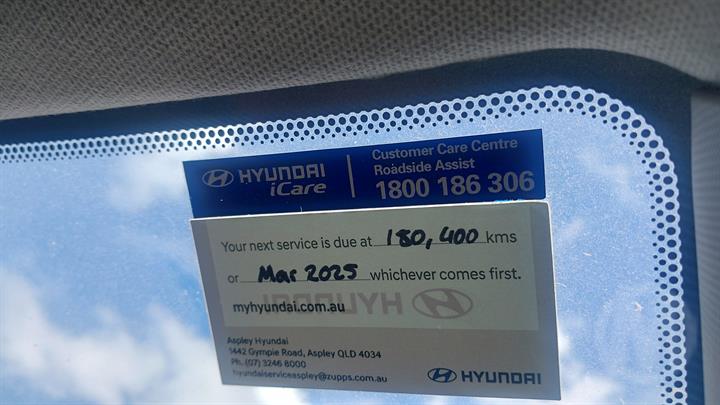 HYUNDAI
iCare
Customer Care Centre
Roadside Assist
1800 186 306
Your next service is due at 180,400 kms
or Mar 2025 whichever comes first.
HYUNDAI
myhyundai.com.au
Aspley Hyundai
1442 Gympie Road, Aspley QLD 4034
Ph. (07) 3246 8000
hyundaiserviceaspley@zupps.com.au
HYUNDAI